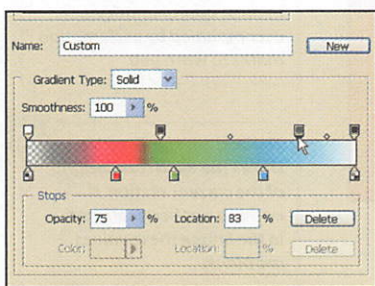 Name: Custom New
Gradient Type: Solid
Smoothness: 100 %
Stops
Opacity: 75 % Location: 83 % Delete
Color: Location: % Delete